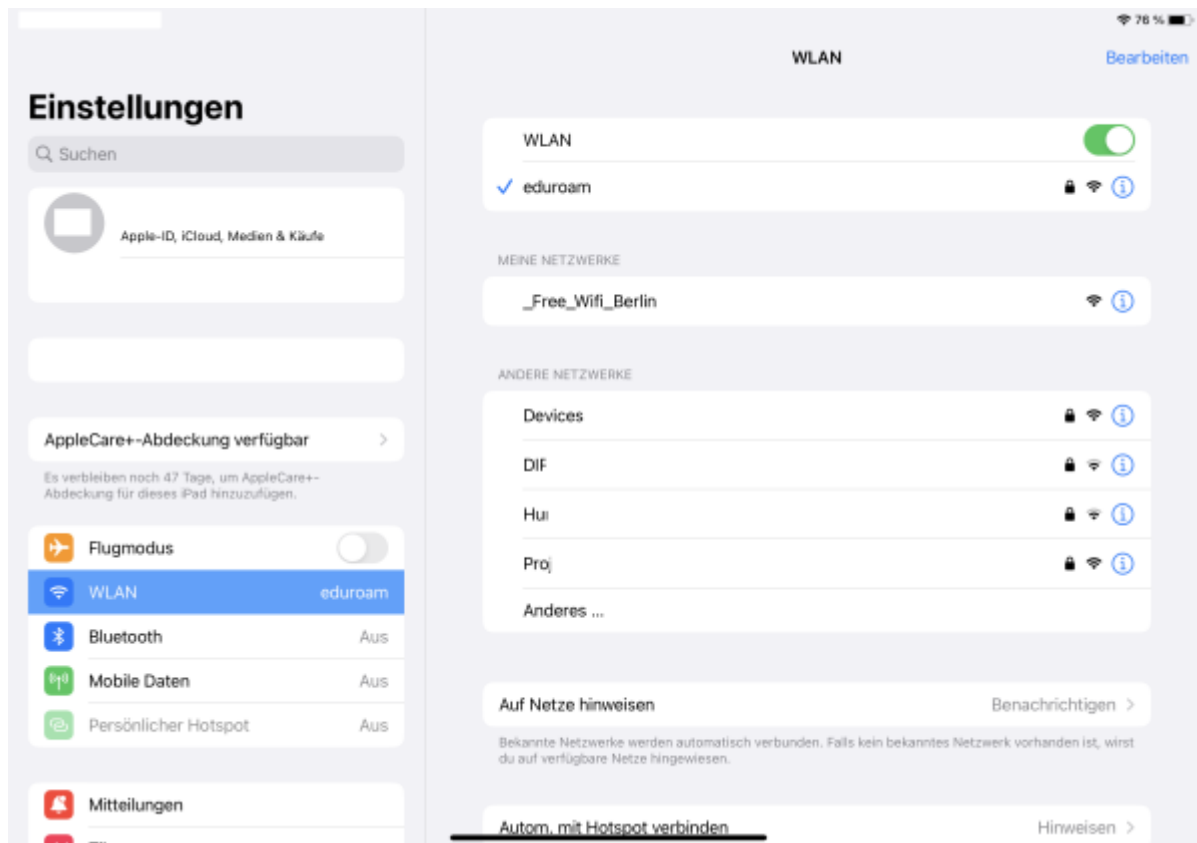 76 %
WLAN
Bearbeiten
Einstellungen
Suchen
Apple-ID, iCloud, Medien & Käufe
AppleCare+-Abdeckung verfügbar
Es verbleiben noch 47 Tage, um AppleCare+-
Abdeckung für dieses iPad hinzuzufügen.
Flugmodus
WLAN eduroam
Bluetooth Aus
Mobile Daten Aus
Persönlicher Hotspot Aus
Mitteilungen
WLAN
eduroam
MEINE NETZWERKE
_Free_Wifi_Berlin
ANDERE NETZWERKE
Devices
DIF
Hui
Proj
Anderes ...
Auf Netze hinweisen Benachrichtigen
Bekannte Netzwerke werden automatisch verbunden. Falls kein bekanntes Netzwerk vorhanden ist, wirst
du auf verfügbare Netze hingewiesen.
Autom. mit Hotspot verbinden Hinweisen